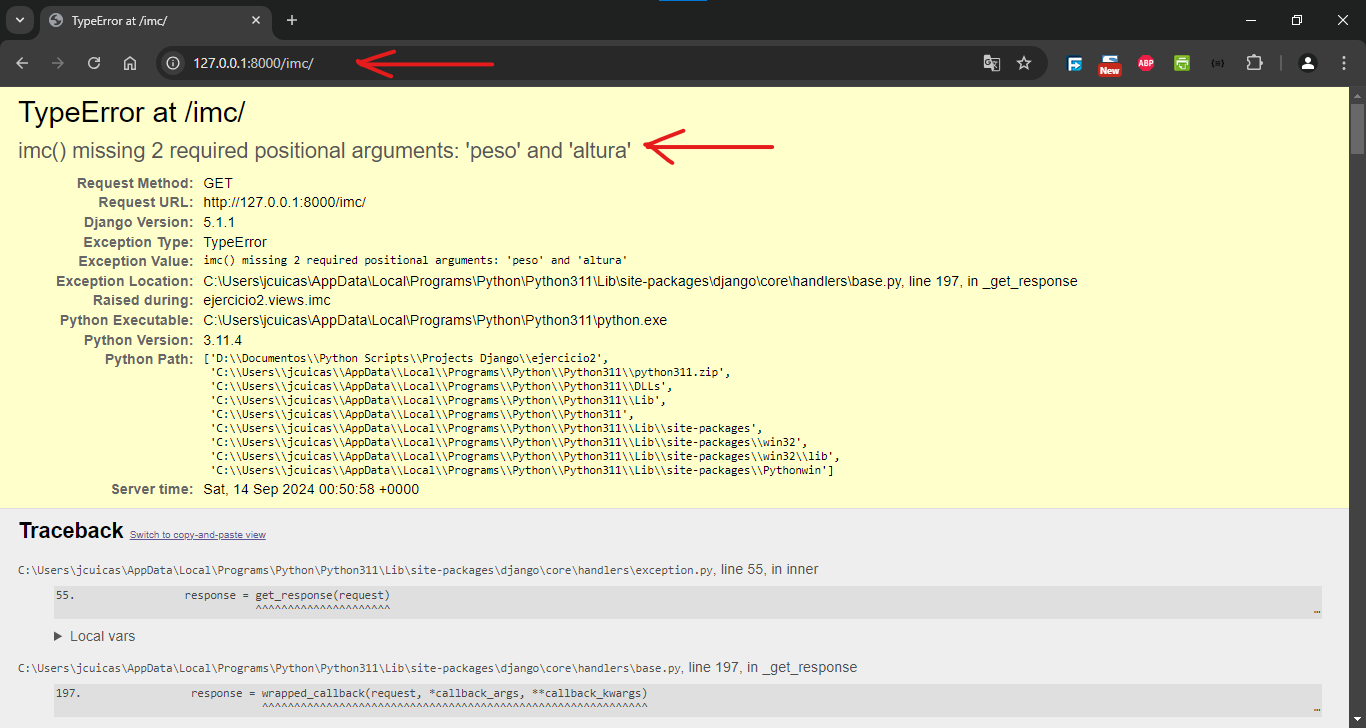 TypeError at /imc/
127.0.0.1:8000/imc/
New
ABP
TypeError at /imc/
imc() missing 2 required positional arguments: 'peso' and 'altura'
Request Method: GET
Request URL: http://127.0.0.1:8000/imc/
Django Version: 5.1.1
Exception Type: TypeError
Exception Value: imc() missing 2 required positional arguments: 'peso' and 'altura'
Exception Location: C:\Users\jcuicas\AppData\Local\Programs\Python\Python311\Lib\site-packages\django\core\handlers\base.py, line 197, in _get_response
Raised during: ejercicio2.views.imc
Python Executable: C:\Users\jcuicas\AppData\Local\Programs\Python\Python311\python.exe
Python Version: 3.11.4
Python Path: ['D:\\Documentos\\Python Scripts\\Projects Django\\ejercicio2',
'C:\\Users\\jcuicas\\AppData\\Local\\Programs\\Python\\Python311\\python311.zip',
'C:\\Users\\jcuicas\\AppData\\Local\\Programs\\Python\\Python311\\DLLs',
'C:\\Users\\jcuicas\\AppData\\Local\\Programs\\Python\\Python311\\Lib',
'C:\\Users\\jcuicas\\AppData\\Local\\Programs\\Python\\Python311',
'C:\\Users\\jcuicas\\AppData\\Local\\Programs\\Python\\Python311\\Lib\\site-packages',
'C:\\Users\\jcuicas\\AppData\\Local\\Programs\\Python\\Python311\\Lib\\site-packages\\win32',
'C:\\Users\\jcuicas\\AppData\\Local\\Programs\\Python\\Python311\\Lib\\site-packages\\win32\\lib',
'C:\\Users\\jcuicas\\AppData\\Local\\Programs\\Python\\Python311\\Lib\\site-packages\\Pythonwin']
Server time: Sat, 14 Sep 2024 00:50:58 +0000
Traceback Switch to copy-and-paste view
C:\Users\jcuicas\AppData\Local\Programs\Python\Python311\Lib\site-packages\django\core\handlers\exception.py, line 55, in inner
55. response = get_response(request)
^^^^^^^^^^^^^^^^^^^^^
…
Local vars
C:\Users\jcuicas\AppData\Local\Programs\Python\Python311\Lib\site-packages\django\core\handlers\base.py, line 197, in _get_response
197. response = wrapped_callback(request, *callback_args, **callback_kwargs)
^^^^^^^^^^^^^^^^^^^^^^^^^^^^^^^^^^^^^^^^^^^^^^^^^^^^^^^^^^^^
…